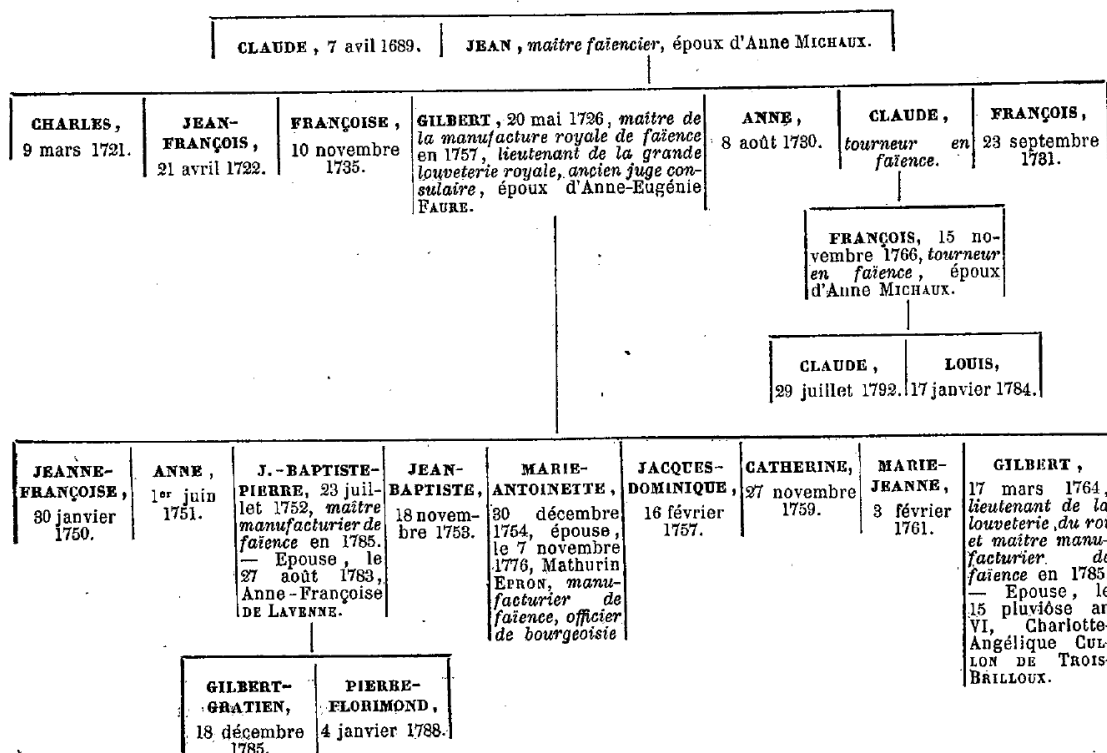 CLAUDE, 7 avil 1689.
JEAN, maître faïencier, époux d'Anne MICHAUX.
CHARLES,
9 mars 1721.
JEAN-
FRANÇOIS,
21 avril 1722.
FRANÇOISE,
10 novembre
1735.
GILBERT, 20 mai 1726, maître de
la manufacture royale de faïence
en 1757, lieutenant de la grande
louveterie royale, ancien juge con-
sulaire, époux d'Anne-Eugénie
FAURE.
ANNE,
8 août 1730.
CLAUDE,
tourneur en
faïence.
FRANÇOIS,
23 septembre
1731.
FRANÇOIS, 15 no-
vembre 1766, tourneur
en faïence, époux
d'Anne MICHAUX.
CLAUDE,
29 juillet 1792.
LOUIS,
17 janvier 1784.
JEANNE-
FRANÇOISE,
30 janvier
1750.
ANNE,
1er juin
1751.
J.-BAPTISTE-
PIERRE, 23 juil-
let 1752, maître
manufacturier de
faïence en 1785.
— Epouse, le
27 août 1783,
Anne-Françoise
DE LAVENNE.
JEAN-
BAPTISTE,
18 novem-
bre 1753.
MARIE-
ANTOINETTE,
30 décembre
1754, épouse,
le 7 novembre
1776, Mathurin
EPRON, manu-
facturier de
faïence, officier
de bourgeoisie
JACQUES-
DOMINIQUE,
16 février
1757.
CATHERINE,
27 novembre
1759.
MARIE-
JEANNE,
3 février
1761.
GILBERT,
17 mars 1764,
lieutenant de la
louveterie du roi
et maître manu-
facturier de
faïence en 1785
— Epouse, le
15 pluviôse an
VI, Charlotte-
Angélique CUL-
LON DE TROIS-
BRILLOUX.
GILBERT-
GRATIEN,
18 décembre
1785.
PIERRE-
FLORIMOND,
4 janvier 1788.